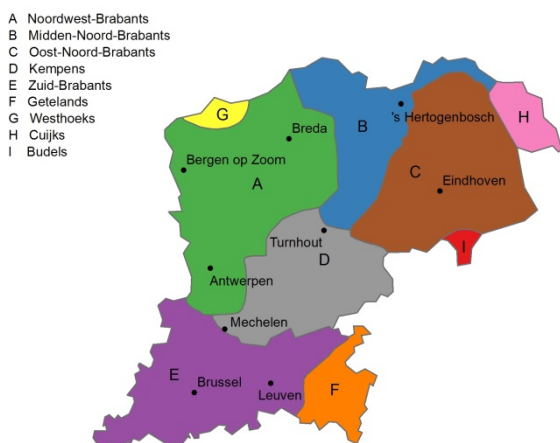 A Noordwest-Brabants
B Midden-Noord-Brabants
C Oost-Noord-Brabants
D Kempens
E Zuid-Brabants
F Getelands
G Westhoeks
H Cuijks
I Budels
G
H
's Hertogenbosch
B
Breda
Bergen op Zoom
A
C
Eindhoven
Turnhout
I
D
Antwerpen
Mechelen
E
Brussel
Leuven
F